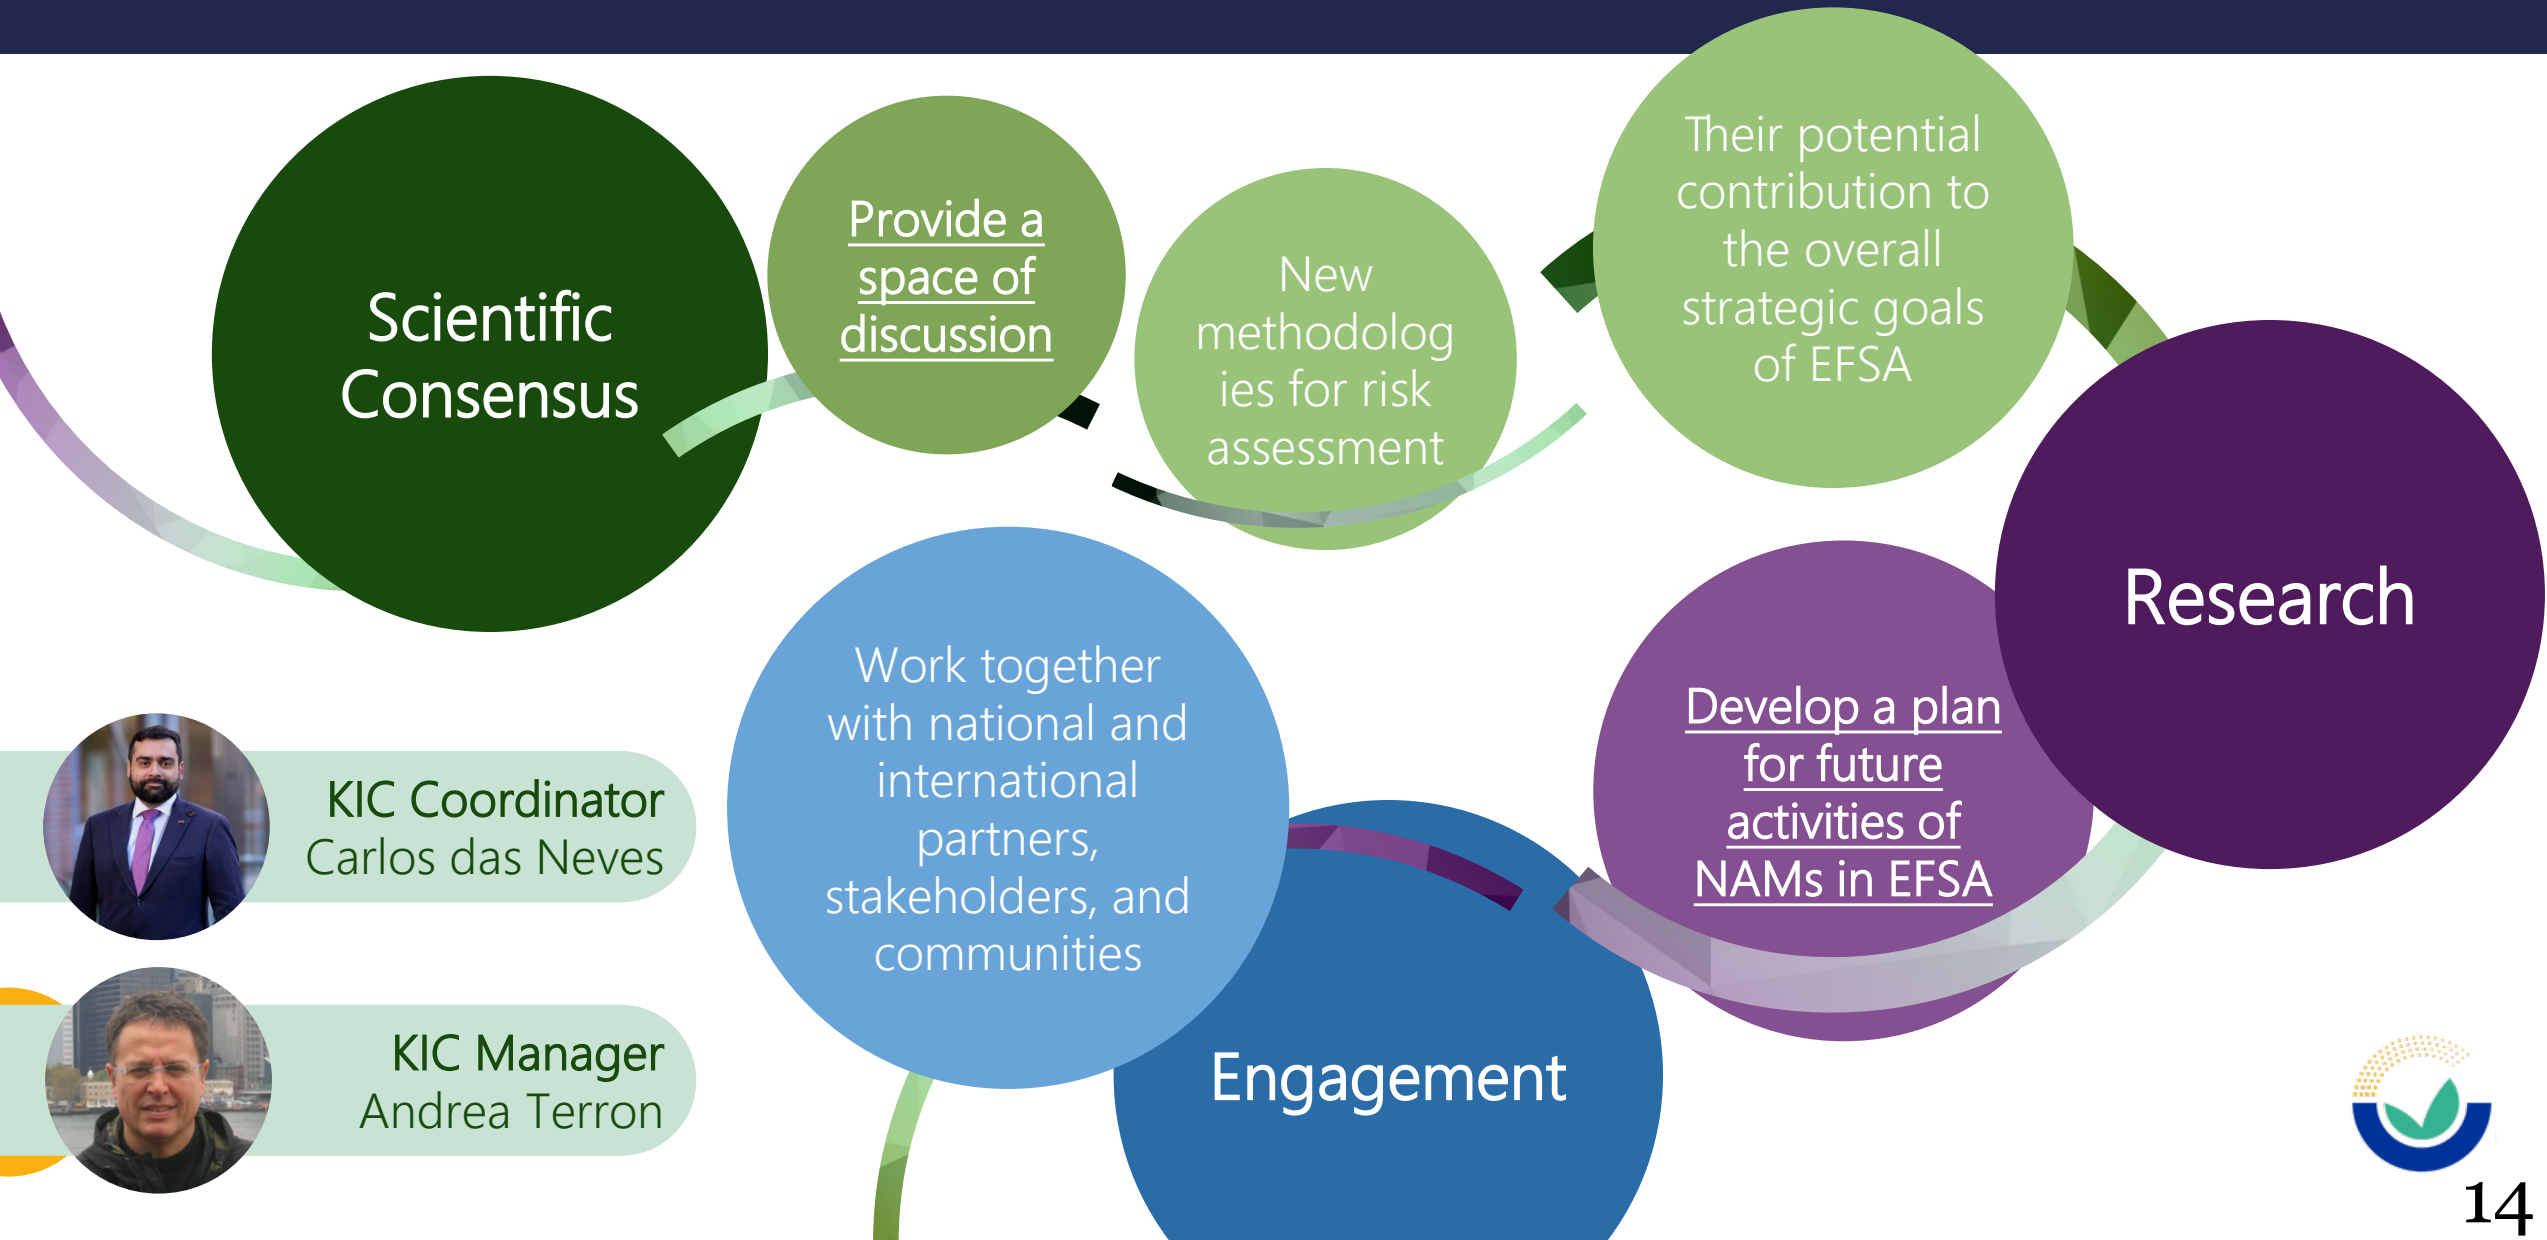 Scientific
Consensus
Provide a
space of
discussion
New
methodolog
ies for risk
assessment
Their potential
contribution to
the overall
strategic goals
of EFSA
Research
Develop a plan
for future
activities of
NAMs in EFSA
Work together
with national and
international
partners,
stakeholders, and
communities
Engagement
KIC Coordinator
Carlos das Neves
KIC Manager
Andrea Terron
14